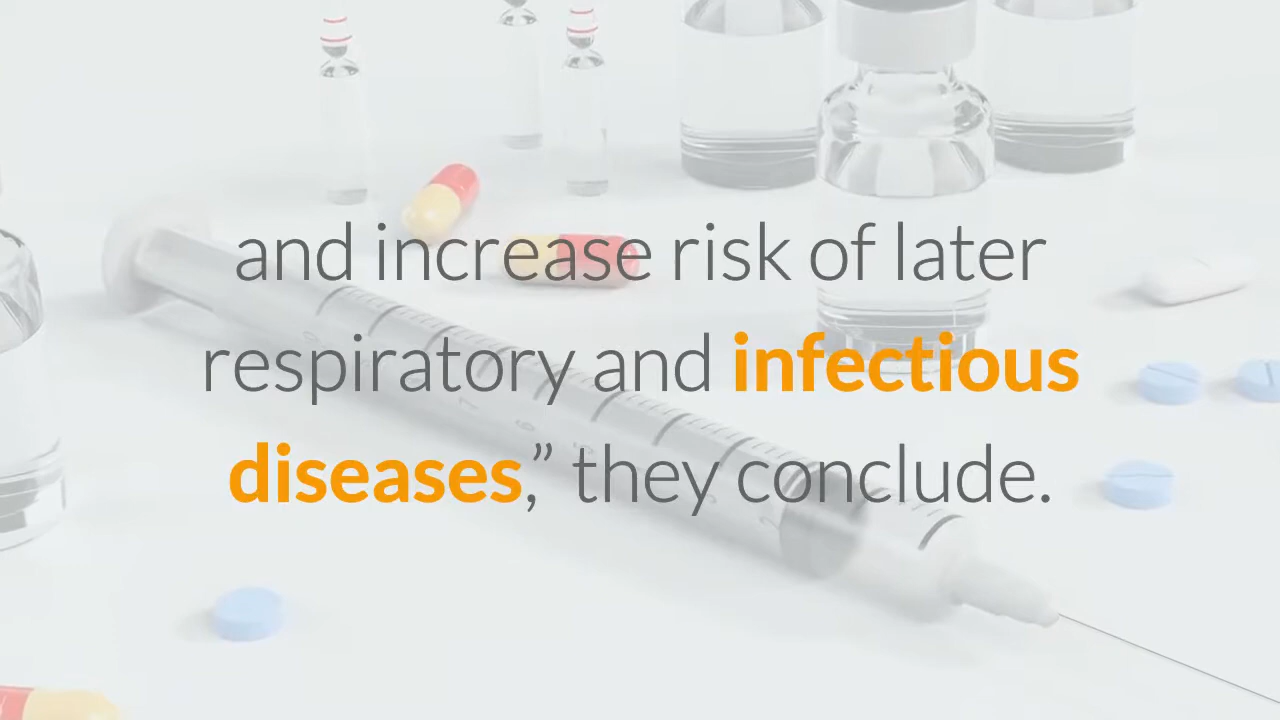 and increase risk of later
respiratory and infectious
diseases,” they conclude.